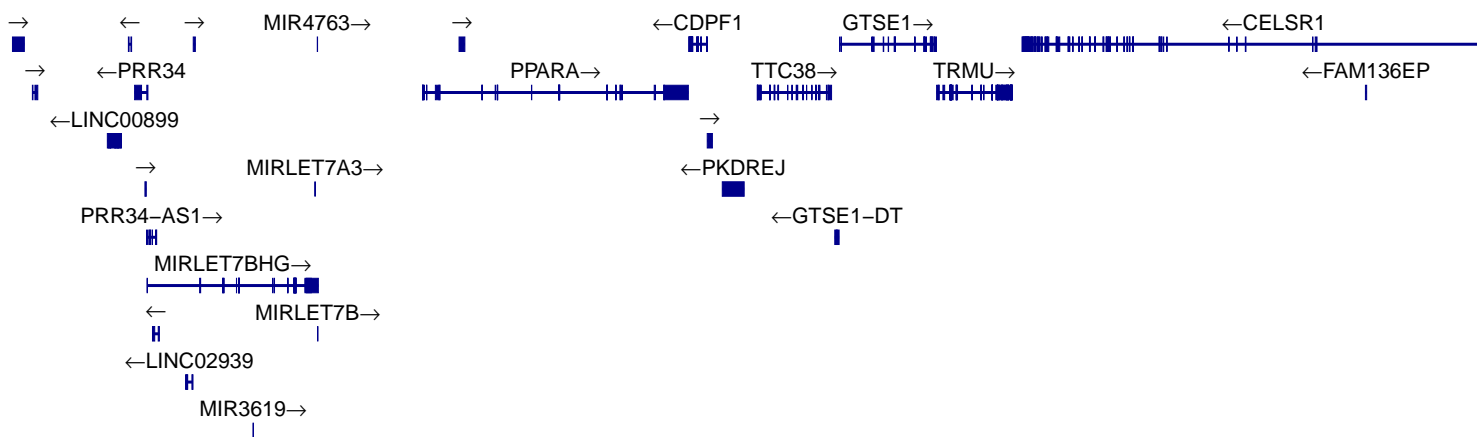 → ← → MIR4763→ → ←CDPF1 GTSE1→ ←CELSR1
→ ←PRR34 PPARA→ TTC38→ TRMU→ ←FAM136EP
←LINC00899 →
→ MIRLET7A3→ ←PKDREJ
PRR34−AS1→ ←GTSE1−DT
MIRLET7BHG→
← MIRLET7B→
←LINC02939
MIR3619→